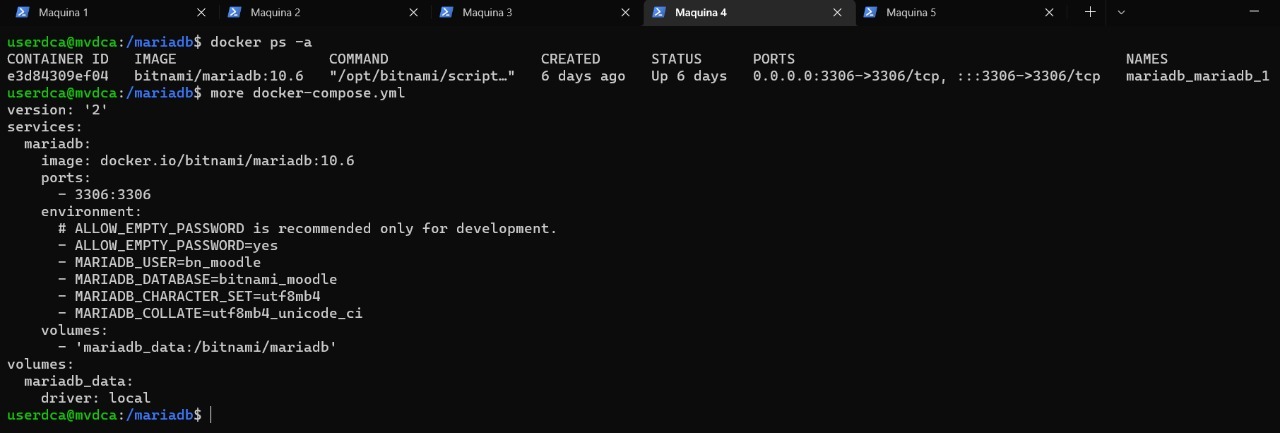 Maquina 1 Maquina 2 Maquina 3 Maquina 4 Maquina 5
userdca@mvdca:/mariadb$ docker ps -a
CONTAINER ID   IMAGE                  COMMAND                  CREATED      STATUS      PORTS                                       NAMES
e3d84309ef04   bitnami/mariadb:10.6   "/opt/bitnami/script…"   6 days ago   Up 6 days   0.0.0.0:3306->3306/tcp, :::3306->3306/tcp   mariadb_mariadb_1
userdca@mvdca:/mariadb$ more docker-compose.yml
version: '2'
services:
  mariadb:
    image: docker.io/bitnami/mariadb:10.6
    ports:
      - 3306:3306
    environment:
      # ALLOW_EMPTY_PASSWORD is recommended only for development.
      - ALLOW_EMPTY_PASSWORD=yes
      - MARIADB_USER=bn_moodle
      - MARIADB_DATABASE=bitnami_moodle
      - MARIADB_CHARACTER_SET=utf8mb4
      - MARIADB_COLLATE=utf8mb4_unicode_ci
    volumes:
      - 'mariadb_data:/bitnami/mariadb'
volumes:
  mariadb_data:
    driver: local
userdca@mvdca:/mariadb$